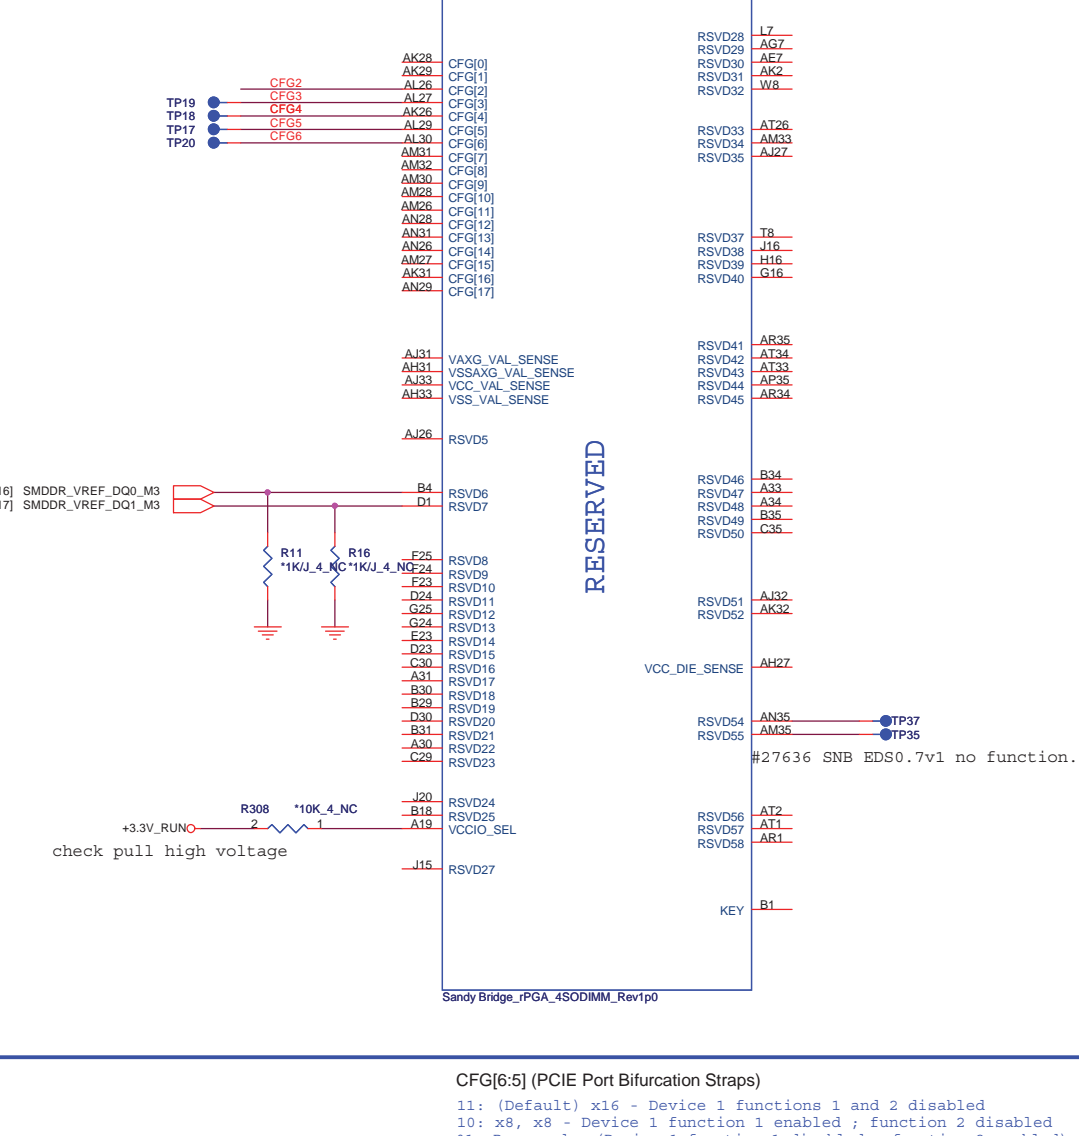 L7
RSVD28
AG7
RSVD29
AE7
RSVD30
AK2
RSVD31
W8
RSVD32
AT26
RSVD33
AM33
RSVD34
AJ27
RSVD35
T8
RSVD37
J16
RSVD38
H16
RSVD39
G16
RSVD40
AR35
RSVD41
AT34
RSVD42
AT33
RSVD43
AP35
RSVD44
AR34
RSVD45
B34
RSVD46
A33
RSVD47
A34
RSVD48
B35
RSVD49
C35
RSVD50
AJ32
RSVD51
AK32
RSVD52
VCC_DIE_SENSE AH27
RSVD54 AN35 TP37
RSVD55 AM35 TP35
#27636 SNB EDS0.7v1 no function.
RSVD56 AT2
RSVD57 AT1
RSVD58 AR1
KEY B1
AK28 CFG[0]
AK29 CFG[1]
CFG2 AL26 CFG[2]
TP19 CFG3 AL27 CFG[3]
TP18 CFG4 AK26 CFG[4]
TP17 CFG5 AL29 CFG[5]
TP20 CFG6 AL30 CFG[6]
AM31 CFG[7]
AM32 CFG[8]
AM30 CFG[9]
AM28 CFG[10]
AM26 CFG[11]
AN28 CFG[12]
AN31 CFG[13]
AN26 CFG[14]
AM27 CFG[15]
AK31 CFG[16]
AN29 CFG[17]
AJ31 VAXG_VAL_SENSE
AH31 VSSAXG_VAL_SENSE
AJ33 VCC_VAL_SENSE
AH33 VSS_VAL_SENSE
AJ26 RSVD5
6] SMDDR_VREF_DQ0_M3 B4 RSVD6
7] SMDDR_VREF_DQ1_M3 D1 RSVD7
R11 R16
*1K/J_4_NC *1K/J_4_NC
F25 RSVD8
F24 RSVD9
F23 RSVD10
D24 RSVD11
G25 RSVD12
G24 RSVD13
E23 RSVD14
D23 RSVD15
C30 RSVD16
A31 RSVD17
B30 RSVD18
B29 RSVD19
D30 RSVD20
B31 RSVD21
A30 RSVD22
C29 RSVD23
J20 RSVD24
B18 RSVD25
R308 *10K_4_NC
+3.3V_RUN 2 1 A19 VCCIO_SEL
check pull high voltage
J15 RSVD27
RESERVED
Sandy Bridge_rPGA_4SODIMM_Rev1p0
CFG[6:5] (PCIE Port Bifurcation Straps)
11: (Default) x16 - Device 1 functions 1 and 2 disabled
10: x8, x8 - Device 1 function 1 enabled ; function 2 disabled